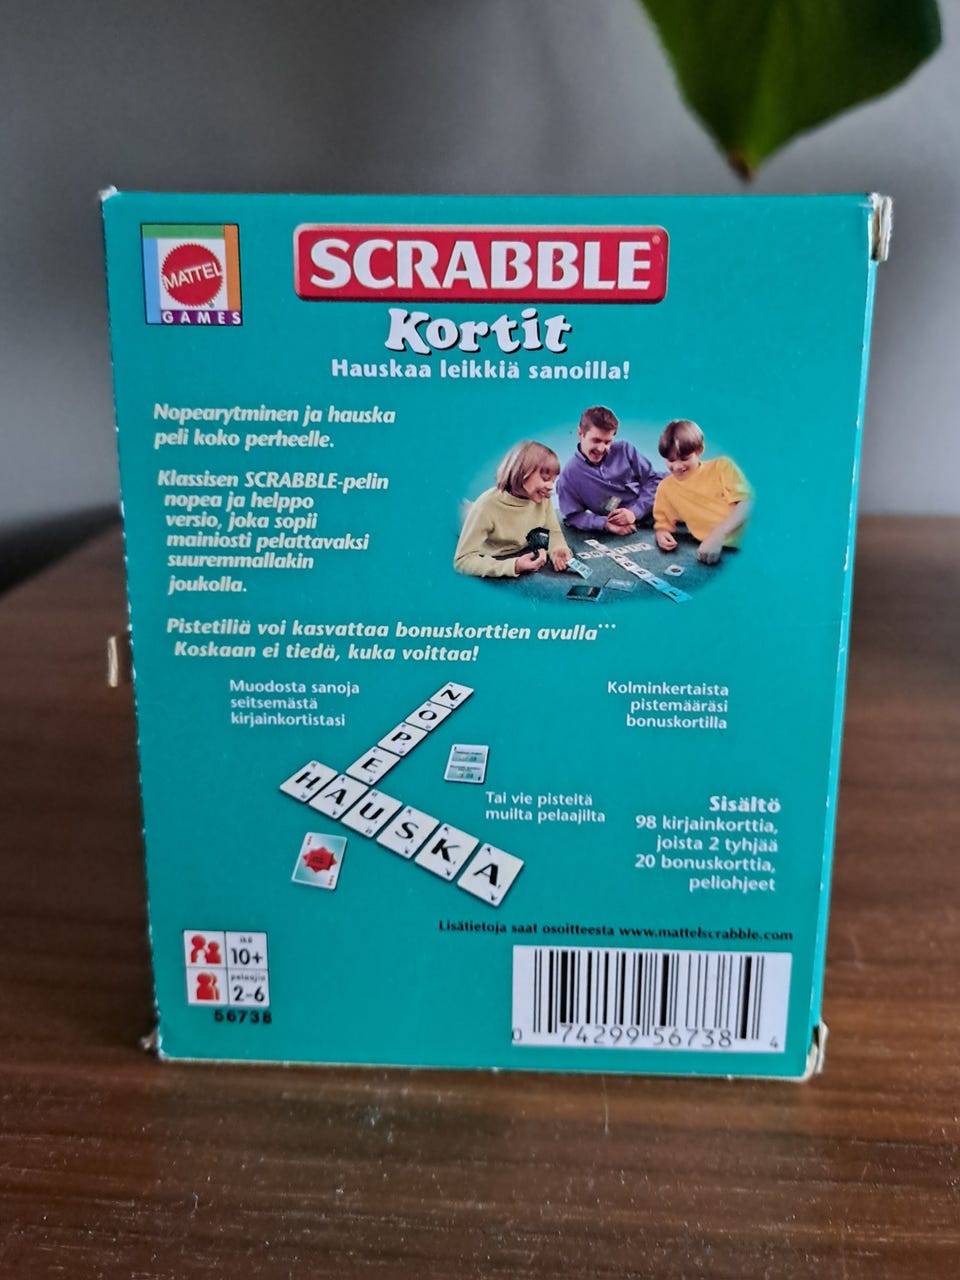 MATTEL
GAMES
SCRABBLE®
Kortit
Hauskaa leikkiä sanoilla!
Nopearytminen ja hauska
peli koko perheelle.
Klassisen SCRABBLE-pelin
nopea ja helppo
versio, joka sopii
mainiosti pelattavaksi
suuremmallakin
joukolla.
Pistetiliä voi kasvattaa bonuskorttien avulla...
Koskaan ei tiedä, kuka voittaa!
Muodosta sanoja
seitsemästä
kirjainkortistasi
Kolminkertaista
pistemääräsi
bonuskortilla
N
O
P
E
H A U S K A
Tai vie pisteitä
muilta pelaajilta
Sisältö
98 kirjainkorttia,
joista 2 tyhjää
20 bonuskorttia,
peliohjeet
Lisätietoja saat osoitteesta www.mattelscrabble.com
ikä
10+
pelaajia
2-6
56738
0 74299 56738 4